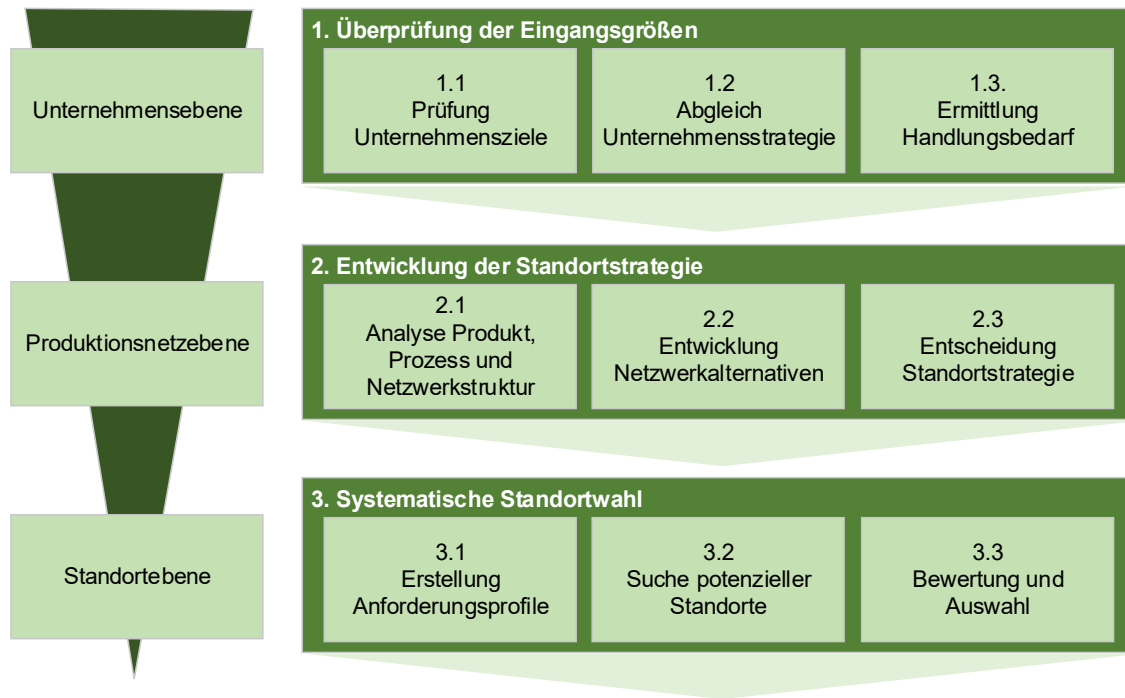 Unternehmensebene
1. Überprüfung der Eingangsgrößen
1.1
Prüfung
Unternehmensziele
1.2
Abgleich
Unternehmensstrategie
1.3.
Ermittlung
Handlungsbedarf
Produktionsnetzebene
2. Entwicklung der Standortstrategie
2.1
Analyse Produkt,
Prozess und
Netzwerkstruktur
2.2
Entwicklung
Netzwerkalternativen
2.3
Entscheidung
Standortstrategie
Standortebene
3. Systematische Standortwahl
3.1
Erstellung
Anforderungsprofile
3.2
Suche potenzieller
Standorte
3.3
Bewertung und
Auswahl